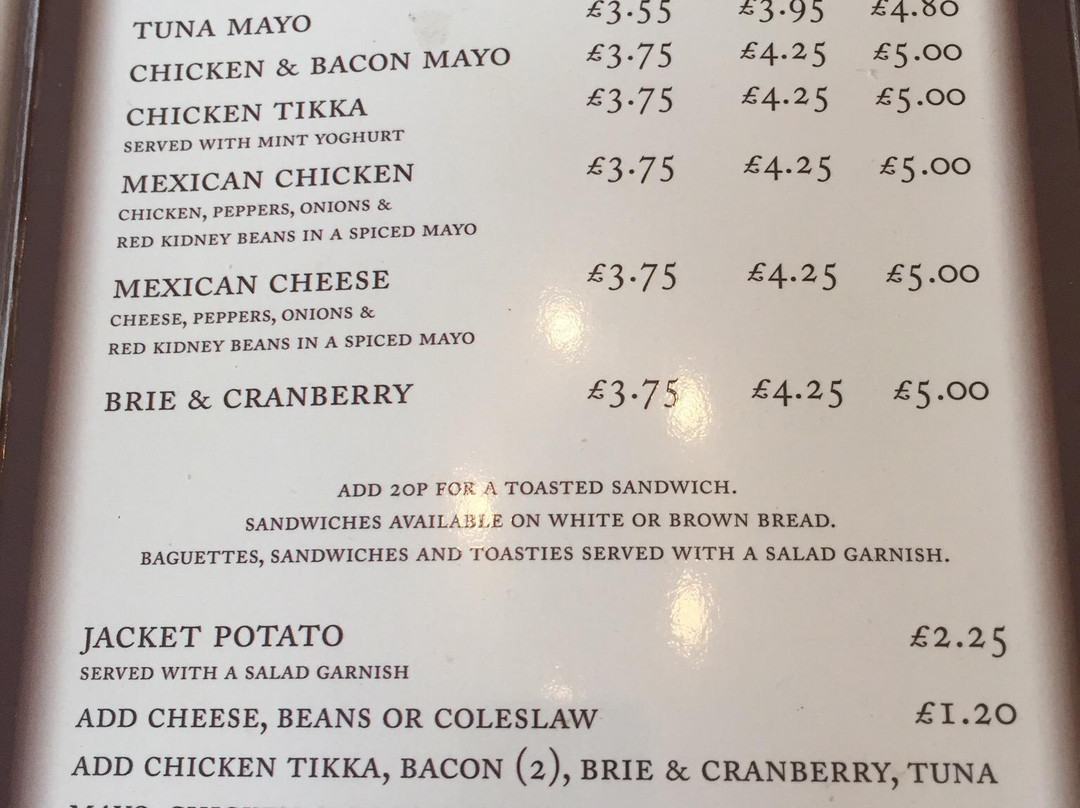 TUNA MAYO £3.55 £3.95 £4.80
CHICKEN & BACON MAYO £3.75 £4.25 £5.00
CHICKEN TIKKA £3.75 £4.25 £5.00
SERVED WITH MINT YOGHURT
MEXICAN CHICKEN £3.75 £4.25 £5.00
CHICKEN, PEPPERS, ONIONS &
RED KIDNEY BEANS IN A SPICED MAYO
MEXICAN CHEESE £3.75 £4.25 £5.00
CHEESE, PEPPERS, ONIONS &
RED KIDNEY BEANS IN A SPICED MAYO
BRIE & CRANBERRY £3.75 £4.25 £5.00
ADD 20P FOR A TOASTED SANDWICH.
SANDWICHES AVAILABLE ON WHITE OR BROWN BREAD.
BAGUETTES, SANDWICHES AND TOASTIES SERVED WITH A SALAD GARNISH.
JACKET POTATO £2.25
SERVED WITH A SALAD GARNISH
ADD CHEESE, BEANS OR COLESLAW £1.20
ADD CHICKEN TIKKA, BACON (2), BRIE & CRANBERRY, TUNA